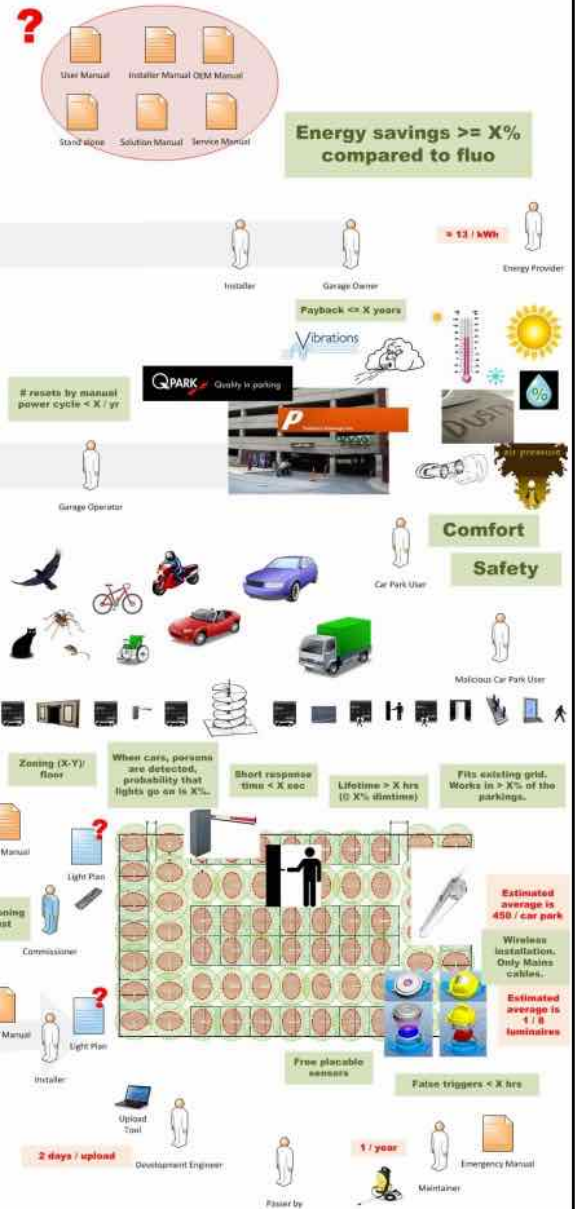 ?
User Manual
Installer Manual
OEM Manual
Stand alone
Solution Manual
Service Manual
Energy savings >= X%
compared to fluo
Installer
Garage Owner
≈ 13 / kWh
Energy Provider
Payback <= X years
Vibrations
# resets by manual
power cycle < X / yr
QPARK Quality in parking
P
%
DUSTY
air pressure
Garage Operator
Car Park User
Comfort
Safety
Malicious Car Park User
Zoning (X-Y)/
floor
When cars, persons
are detected,
probability that
lights go on is X%.
Short response
time < X sec
Lifetime > X hrs
(@ X% dimtime)
Fits existing grid.
Works in > X% of the
parkings.
Manual
?
Light Plan
Commissioner
Estimated
average is
450 / car park
Wireless
installation.
Only Mains
cables.
Manual
?
Light Plan
Installer
Estimated
average is
1 / 8
luminaires
Free placable
sensors
False triggers < X hrs
Upload
Tool
2 days / upload
Development Engineer
Passer by
1 / year
Maintainer
Emergency Manual